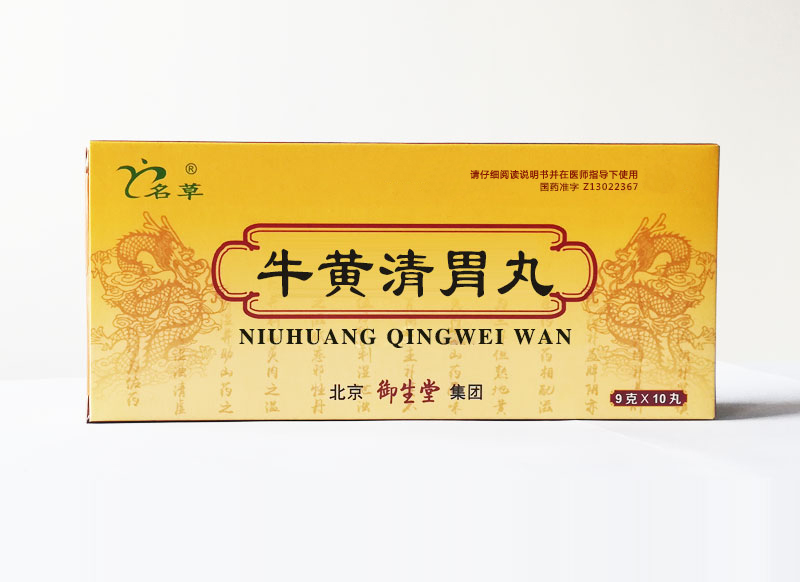 名草®
请仔细阅读说明书并在医师指导下使用
国药准字 Z13022367
牛黄清胃丸
NIUHUANG QINGWEI WAN
北京 御生堂 集团
9克X10丸